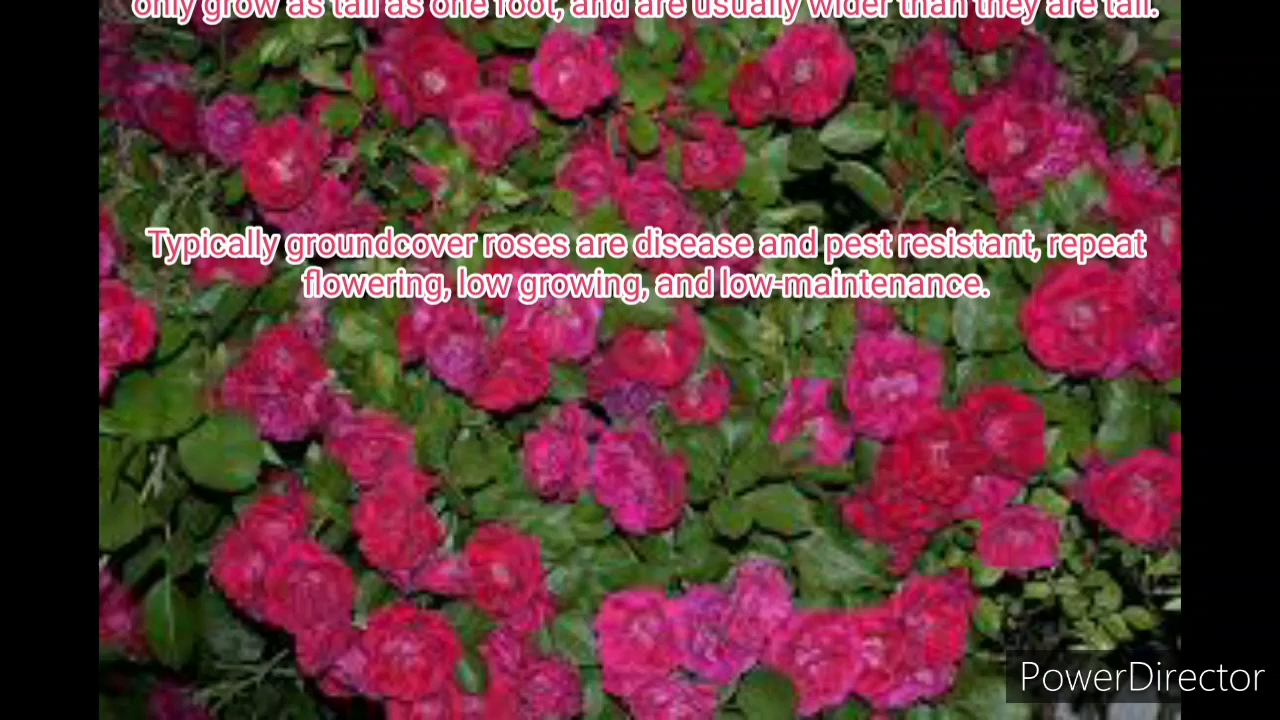 only grow as tall as one foot, and are usually wider than they are tall.
Typically groundcover roses are disease and pest resistant, repeat
flowering, low growing, and low-maintenance.
PowerDirector